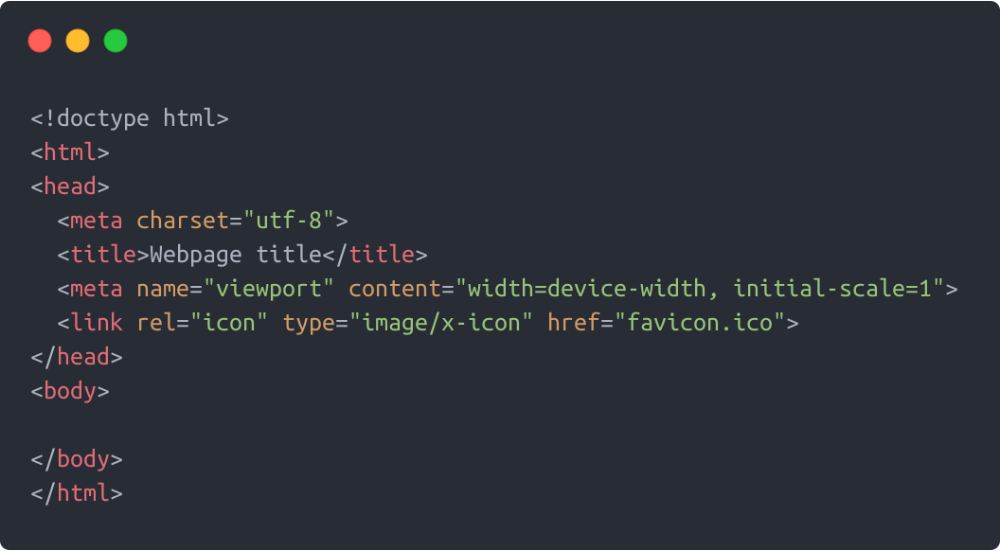 <!doctype html>
<html>
<head>
  <meta charset="utf-8">
  <title>Webpage title</title>
  <meta name="viewport" content="width=device-width, initial-scale=1">
  <link rel="icon" type="image/x-icon" href="favicon.ico">
</head>
<body>

</body>
</html>